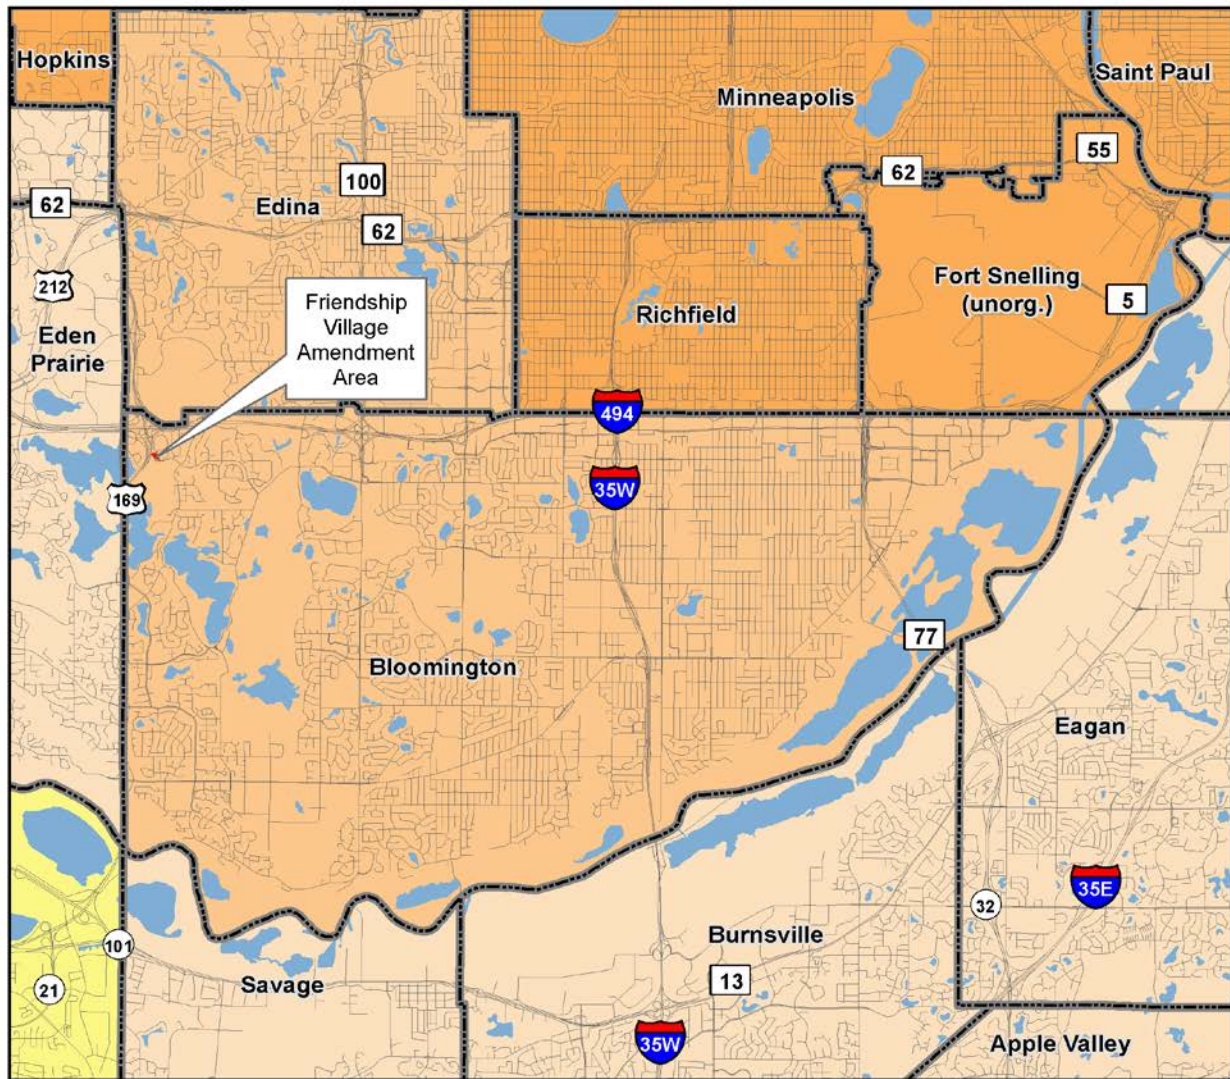 Hopkins
Saint Paul
Minneapolis
55
62
100
62
Edina
62
212
Fort Snelling
(unorg.)
5
Friendship
Village
Amendment
Area
Richfield
Eden
Prairie
494
35W
169
77
Bloomington
Eagan
35E
32
Burnsville
101
13
Savage
21
35W
Apple Valley